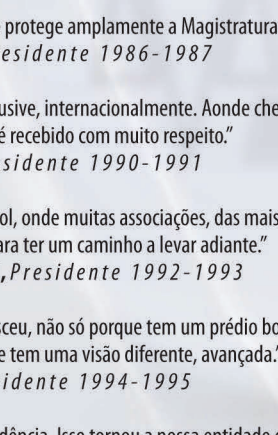 protege amplamente a Magistratura
esidente 1986-1987
usive, internacionalmente. Aonde che
é recebido com muito respeito.”
sidente 1990-1991
ol, onde muitas associações, das mais
ara ter um caminho a levar adiante.”
, Presidente 1992-1993
sceu, não só porque tem um prédio bo
e tem uma visão diferente, avançada.”
idente 1994-1995
dência. Isso tornou a nossa entidade